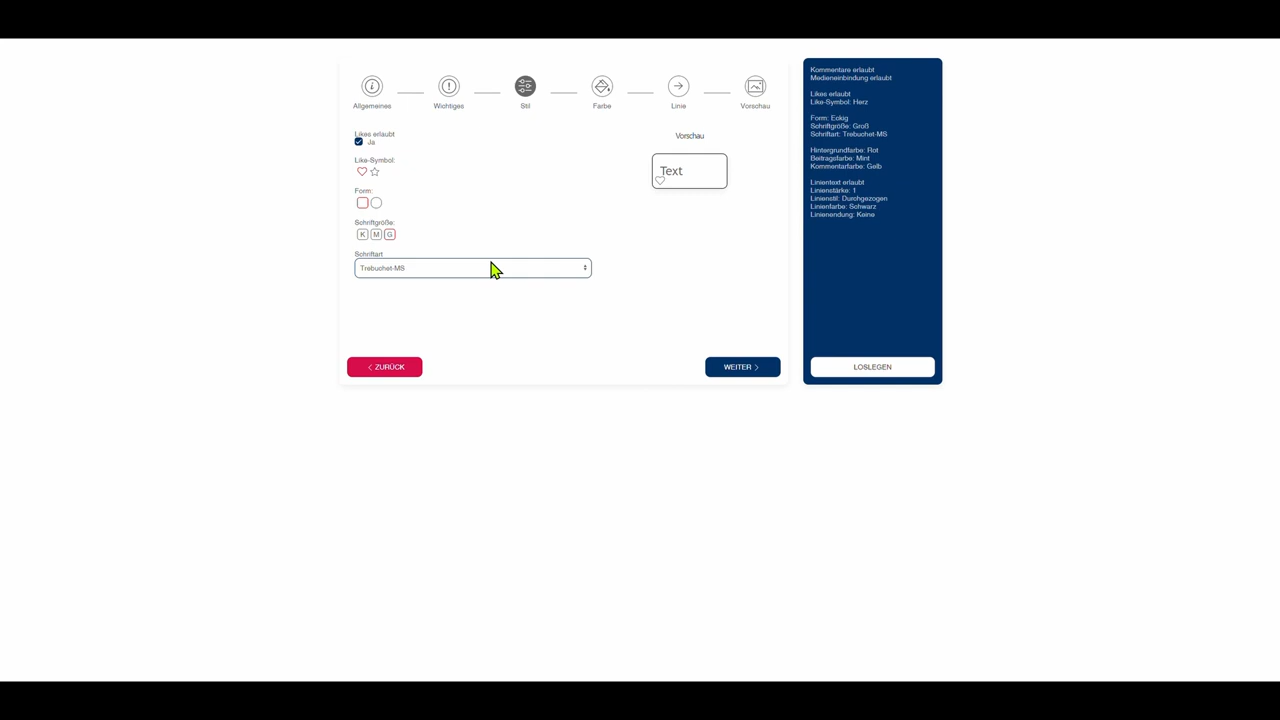 Allgemeines
Wichtiges
Stil
Farbe
Linie
Vorschau
Likes erlaubt
Ja
Like-Symbol:
Form:
Schriftgröße:
K M G
Schriftart
Trebuchet-MS
Vorschau
Text
ZURÜCK
WEITER
Kommentare erlaubt
Medieneinbindung erlaubt
Likes erlaubt
Like-Symbol: Herz
Form: Eckig
Schriftgröße: Groß
Schriftart: Trebuchet-MS
Hintergrundfarbe: Rot
Beitragsfarbe: Mint
Kommentarfarbe: Gelb
Linientext erlaubt
Linienstärke: 1
Linienstil: Durchgezogen
Linienfarbe: Schwarz
Linienendung: Keine
LOSLEGEN